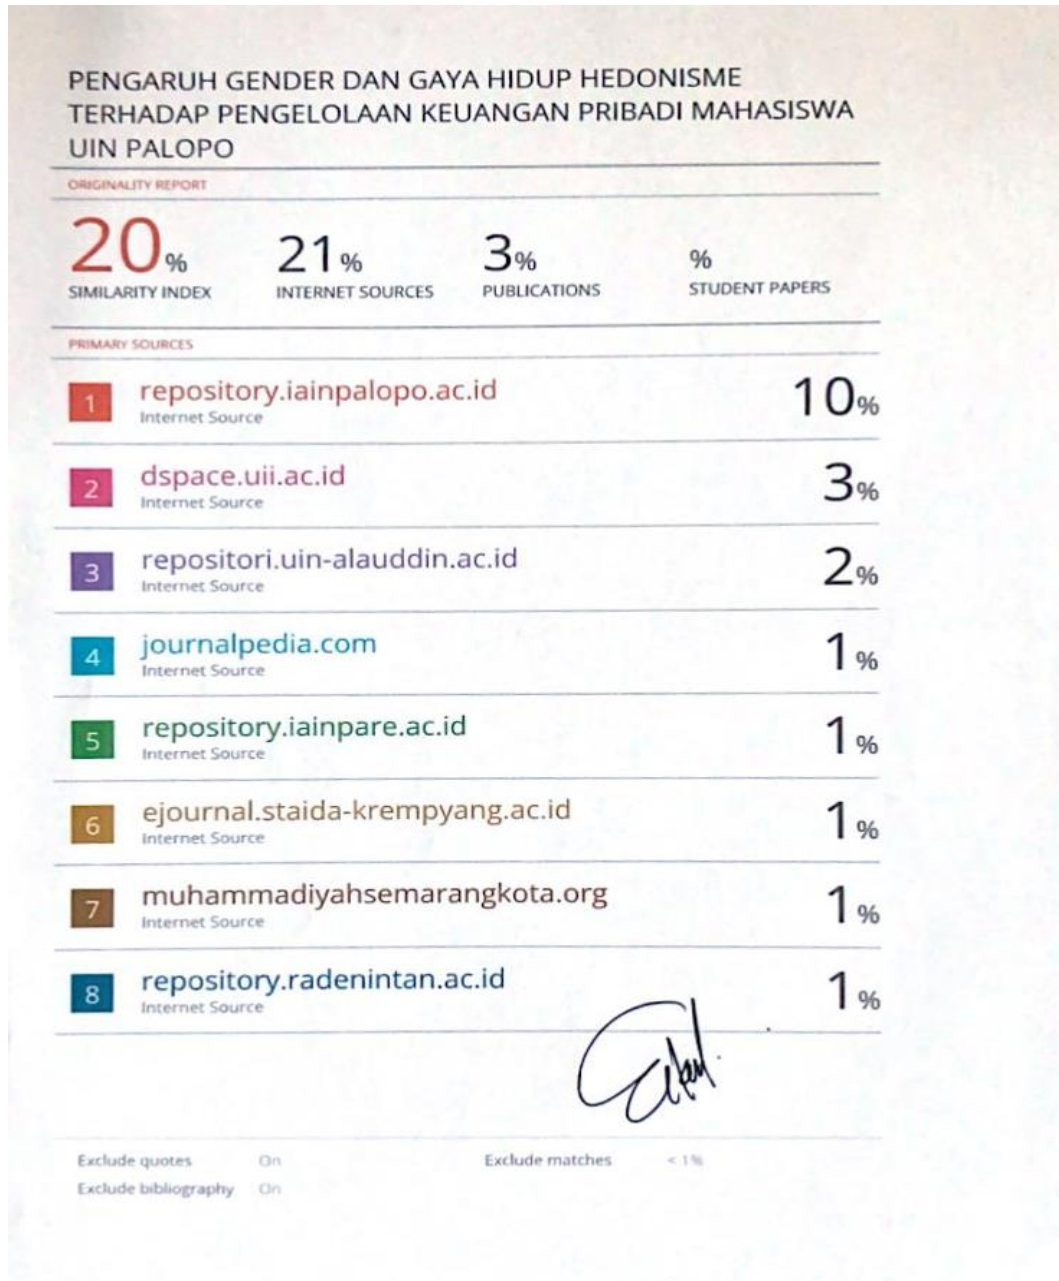 PENGARUH GENDER DAN GAYA HIDUP HEDONISME
TERHADAP PENGELOLAAN KEUANGAN PRIBADI MAHASISWA
UIN PALOPO
ORIGINALITY REPORT
20% 21% 3% %
SIMILARITY INDEX INTERNET SOURCES PUBLICATIONS STUDENT PAPERS
PRIMARY SOURCES
1 repository.iainpalopo.ac.id 10%
Internet Source
2 dspace.uii.ac.id 3%
Internet Source
3 repositori.uin-alauddin.ac.id 2%
Internet Source
4 journalpedia.com 1%
Internet Source
5 repository.iainpare.ac.id 1%
Internet Source
6 ejournal.staida-krempyang.ac.id 1%
Internet Source
7 muhammadiyahsemarangkota.org 1%
Internet Source
8 repository.radenintan.ac.id 1%
Internet Source
Exclude quotes On Exclude matches < 1%
Exclude bibliography On